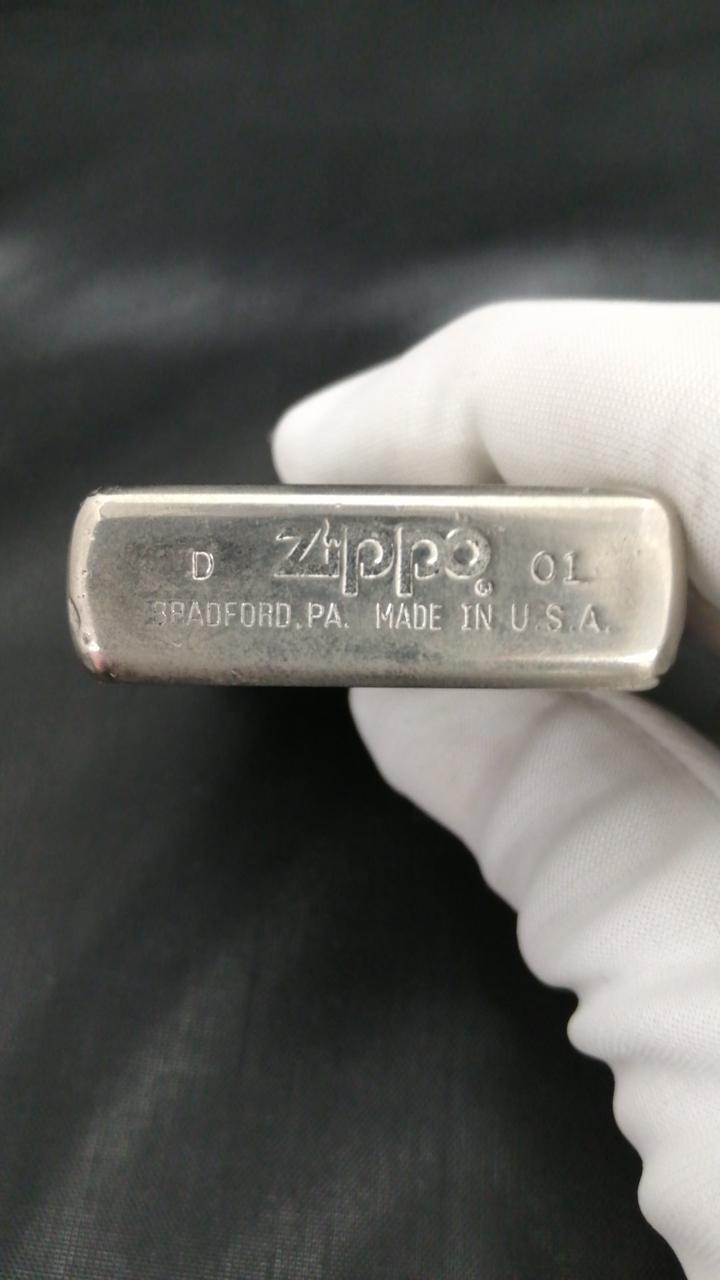 D Zippo® 01
BRADFORD, PA. MADE IN U.S.A.